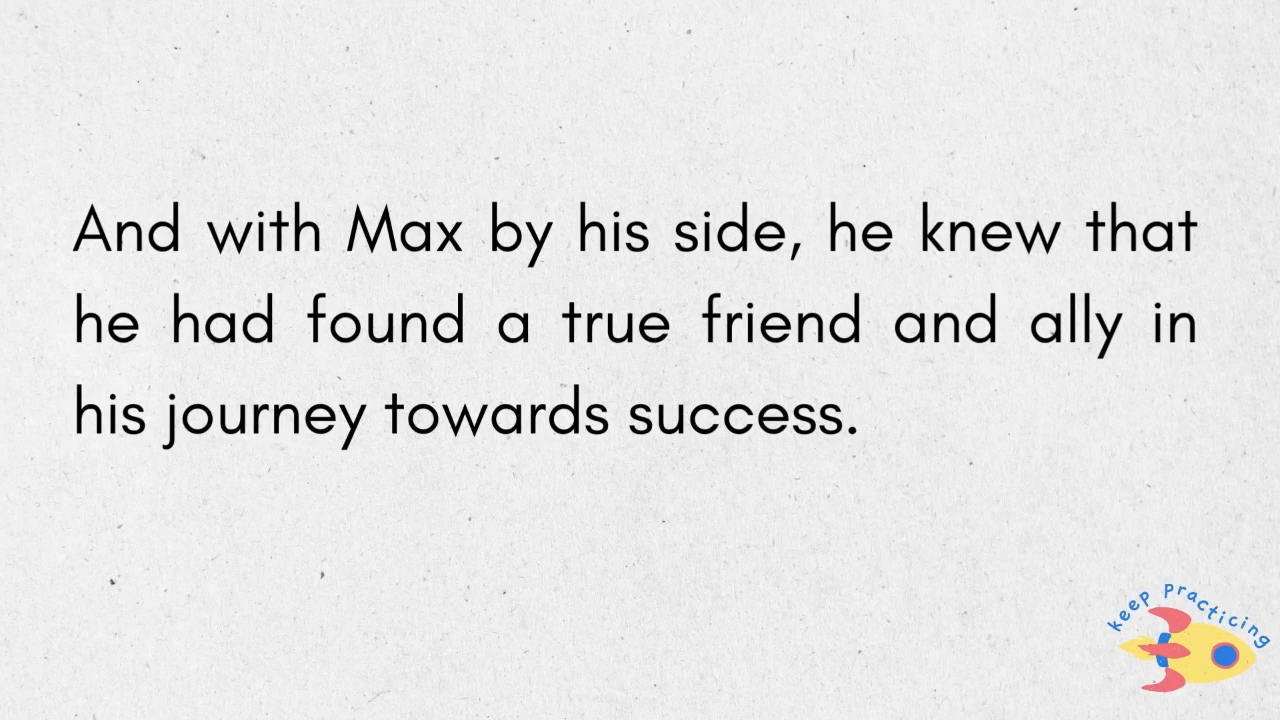 And with Max by his side, he knew that
he had found a true friend and ally in
his journey towards success.
keep practicing